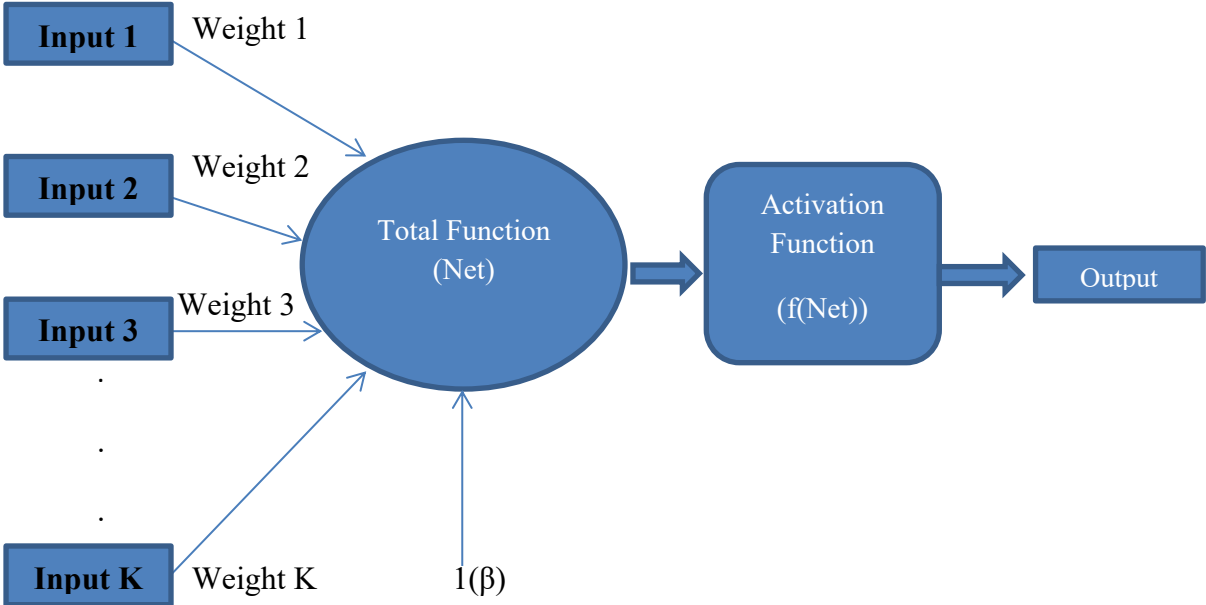 Input 1
Weight 1
Input 2
Weight 2
Input 3
Weight 3
.
.
.
Input K
Weight K
1(β)
Total Function
(Net)
Activation
Function
(f(Net))
Output